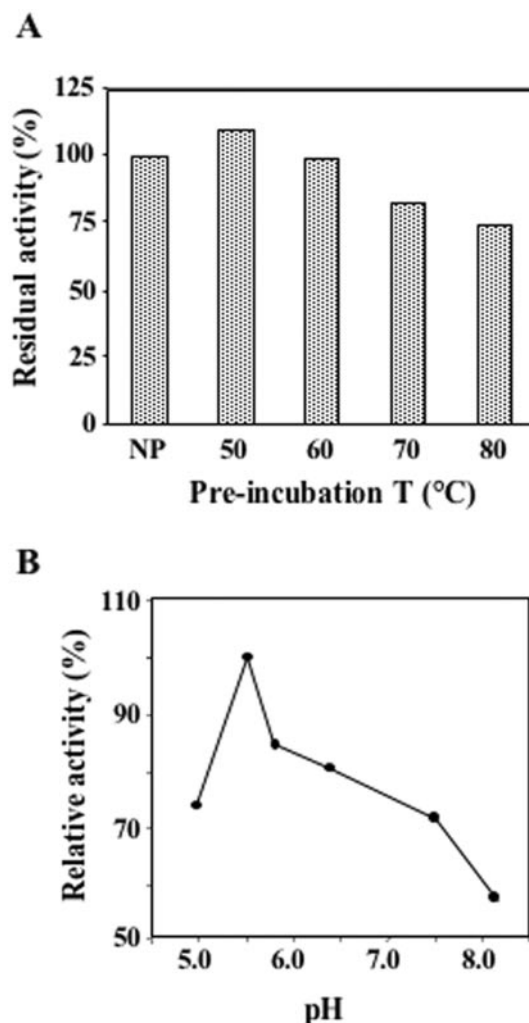 A
Residual activity (%)
125
100
75
50
25
0
NP 50 60 70 80
Pre-incubation T (°C)
B
Relative activity (%)
110
90
70
50
5.0 6.0 7.0 8.0
pH